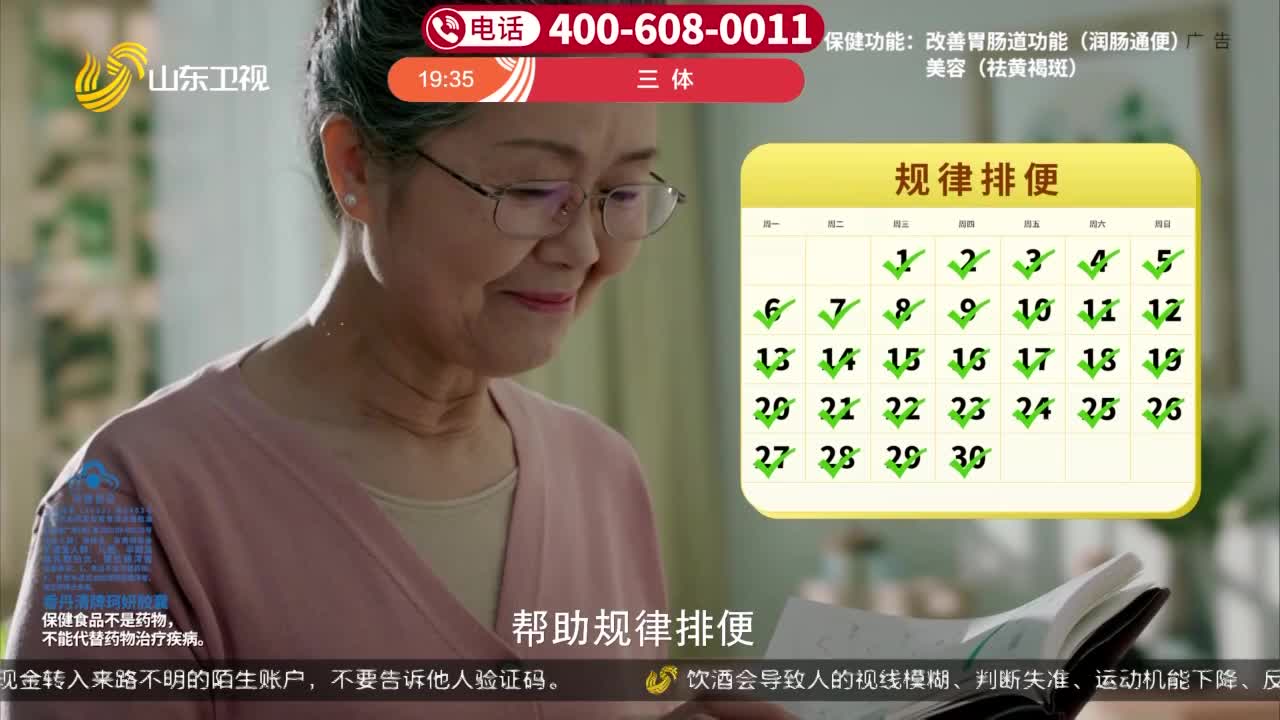 电话 400-608-0011
保健功能：改善胃肠道功能（润肠通便）
美容（祛黄褐斑）
广告
山东卫视
19:35 三体
规律排便
周一 周二 周三 周四 周五 周六 周日
1 2 3 4 5
6 7 8 9 10 11 12
13 14 15 16 17 18 19
20 21 22 23 24 25 26
27 28 29 30
香丹清牌珂妍胶囊
保健食品不是药物，
不能代替药物治疗疾病。
帮助规律排便
现金转入来路不明的陌生账户，不要告诉他人验证码。 饮酒会导致人的视线模糊、判断失准、运动机能下降、反